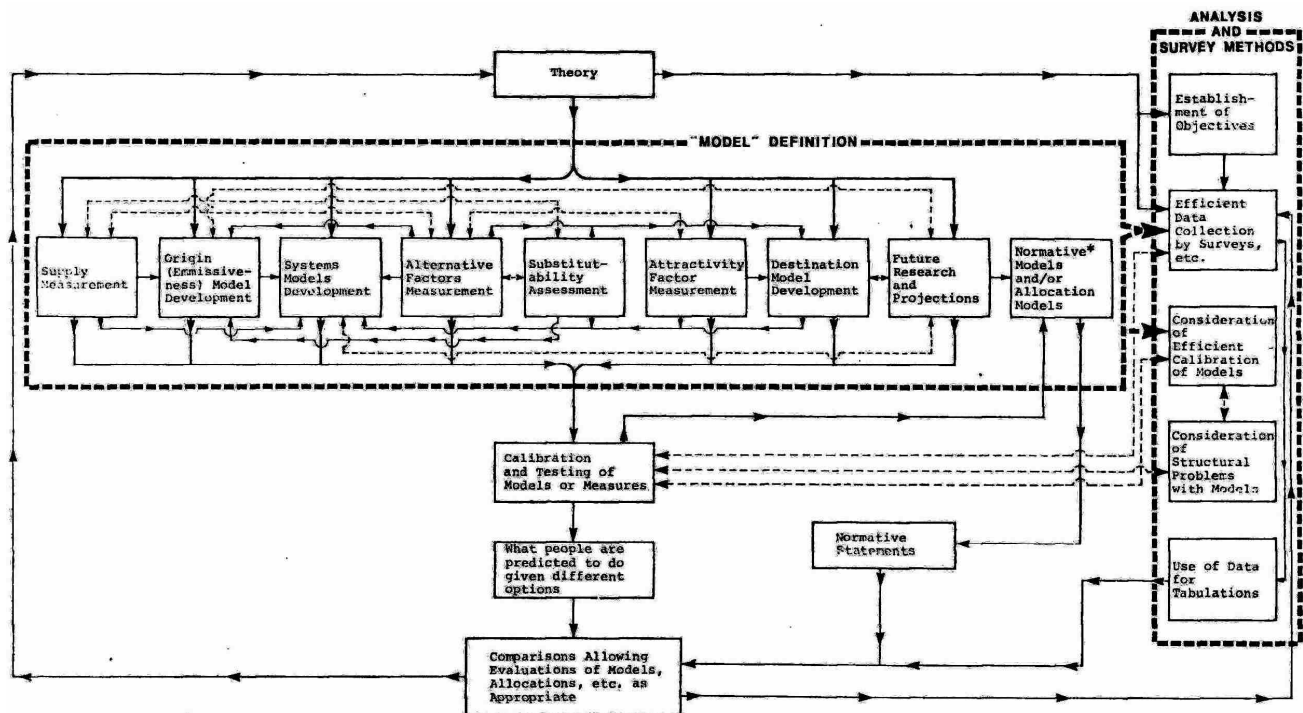 ANALYSIS
AND
SURVEY METHODS
Theory
Establish-
ment of
Objectives
"MODEL" DEFINITION
Supply
Measurement
Origin
(Emmissive-
ness) Model
Development
Systems
Models
Development
Alternative
Factors
Measurement
Substitut-
ability
Assessment
Attractivity
Factor
Measurement
Destination
Model
Development
Future
Research
and
Projections
Normative*
Models
and/or
Allocation
Models
Efficient
Data
Collection
by Surveys,
etc.
Consideration
of
Efficient
Calibration
of Models
Calibration
and Testing of
Models or Measures
Consideration
of
Structural
Problems
with Models
What people are
predicted to do
given different
options
Normative
Statements
Use of Data
for
Tabulations
Comparisons Allowing
Evaluations of Models,
Allocations, etc. as
Appropriate